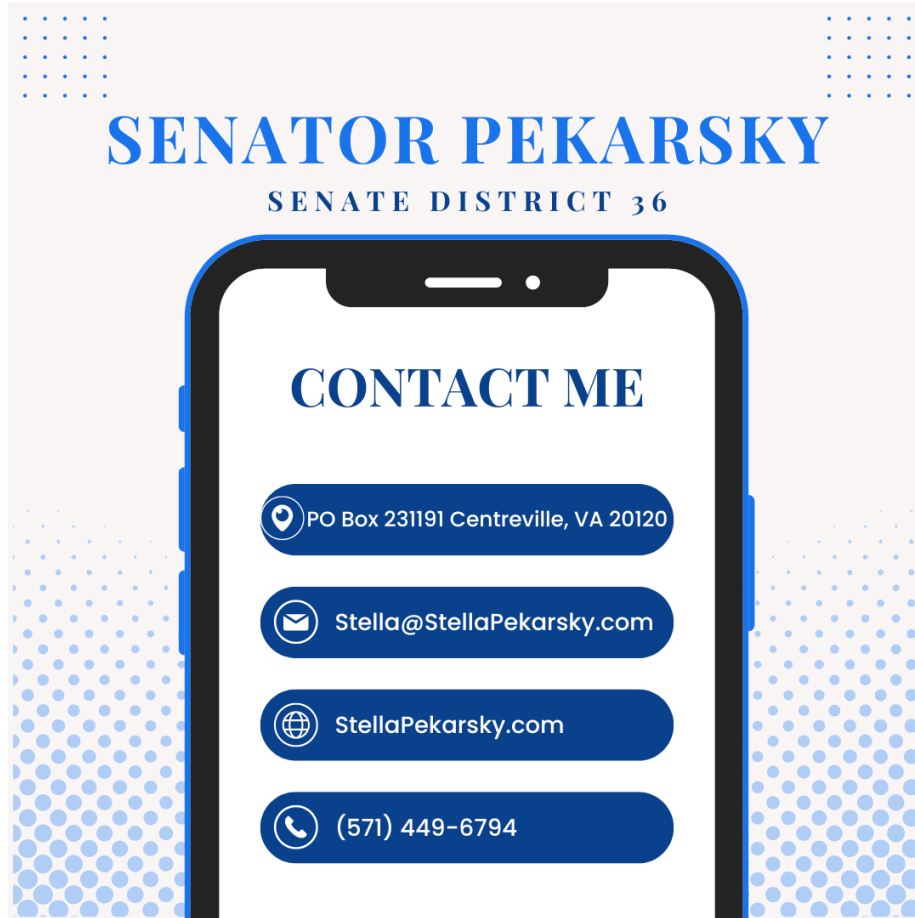 SENATOR PEKARSKY
SENATE DISTRICT 36
CONTACT ME
PO Box 231191 Centreville, VA 20120
Stella@StellaPekarsky.com
StellaPekarsky.com
(571) 449-6794